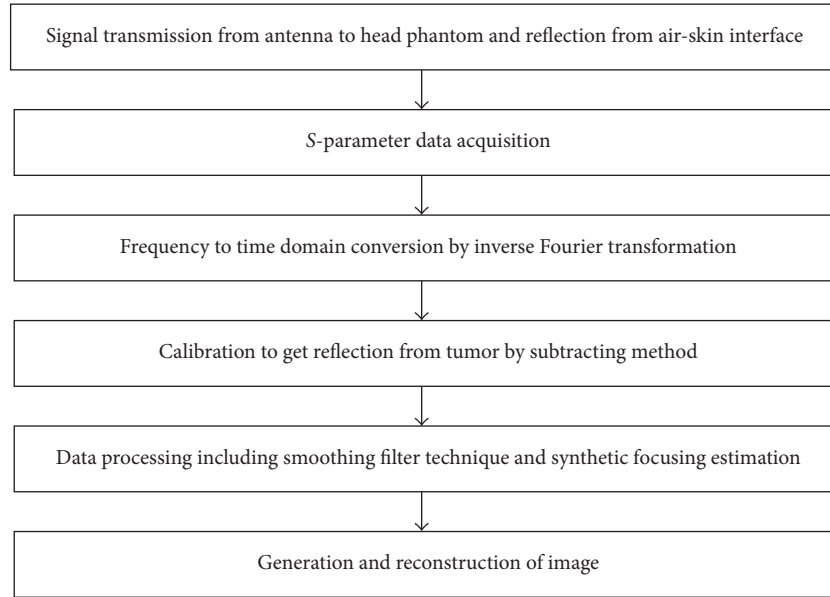 Signal transmission from antenna to head phantom and reflection from air-skin interface
S-parameter data acquisition
Frequency to time domain conversion by inverse Fourier transformation
Calibration to get reflection from tumor by subtracting method
Data processing including smoothing filter technique and synthetic focusing estimation
Generation and reconstruction of image